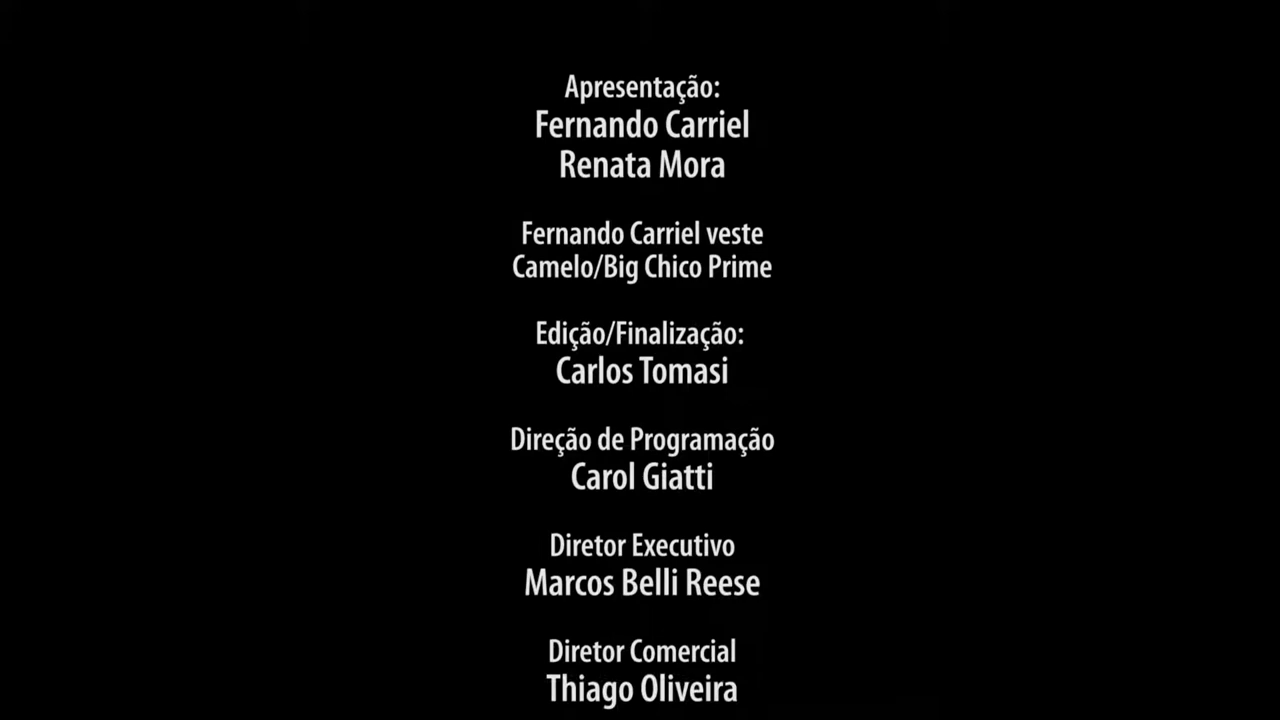 Apresentação:
Fernando Carriel
Renata Mora
Fernando Carriel veste
Camelo/Big Chico Prime
Edição/Finalização:
Carlos Tomasi
Direção de Programação
Carol Giatti
Diretor Executivo
Marcos Belli Reese
Diretor Comercial
Thiago Oliveira